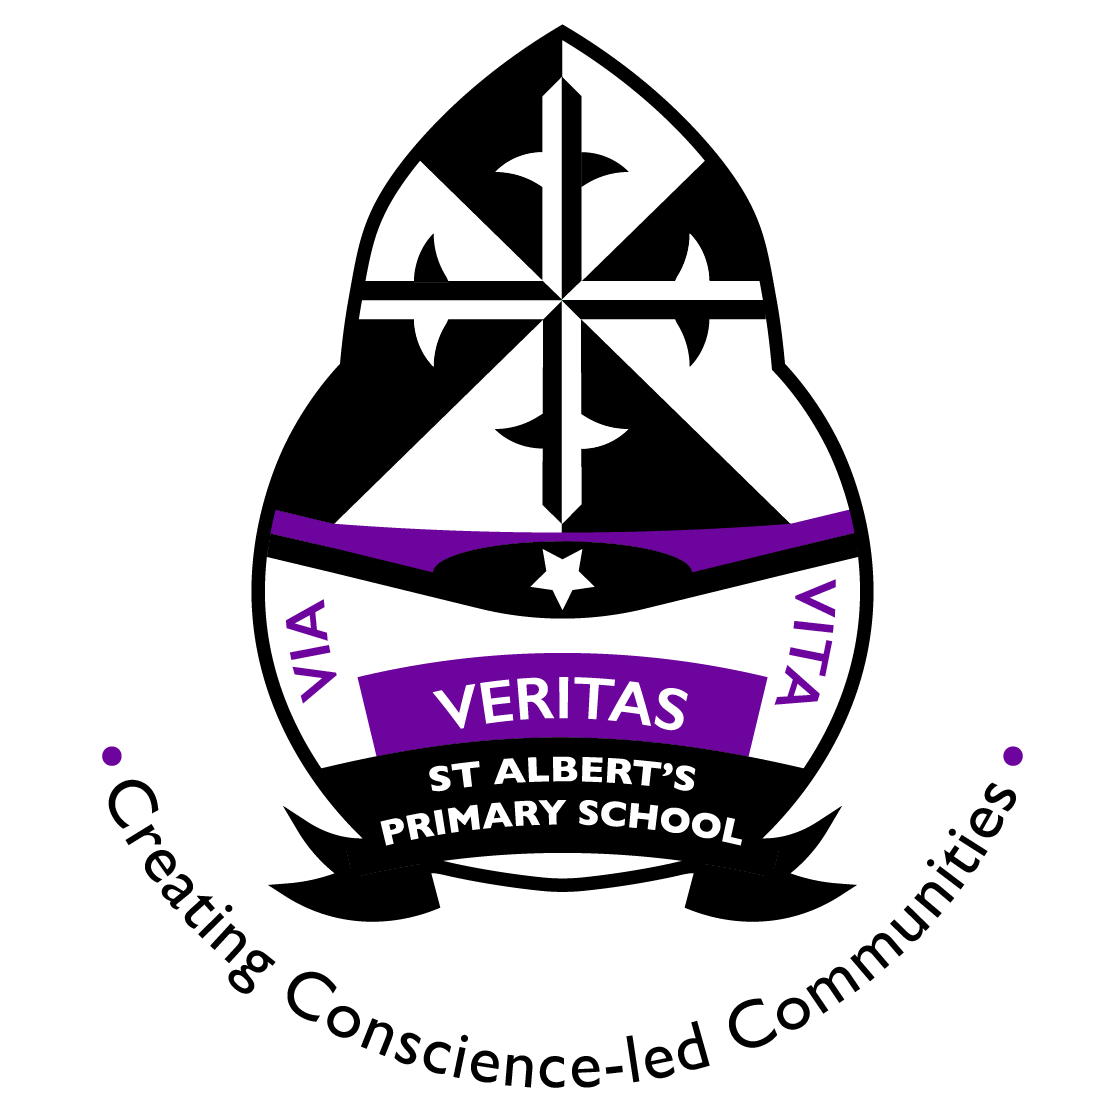 VIA
VERITAS
VITA
ST ALBERT’S
PRIMARY SCHOOL
• Creating Conscience-led Communities •